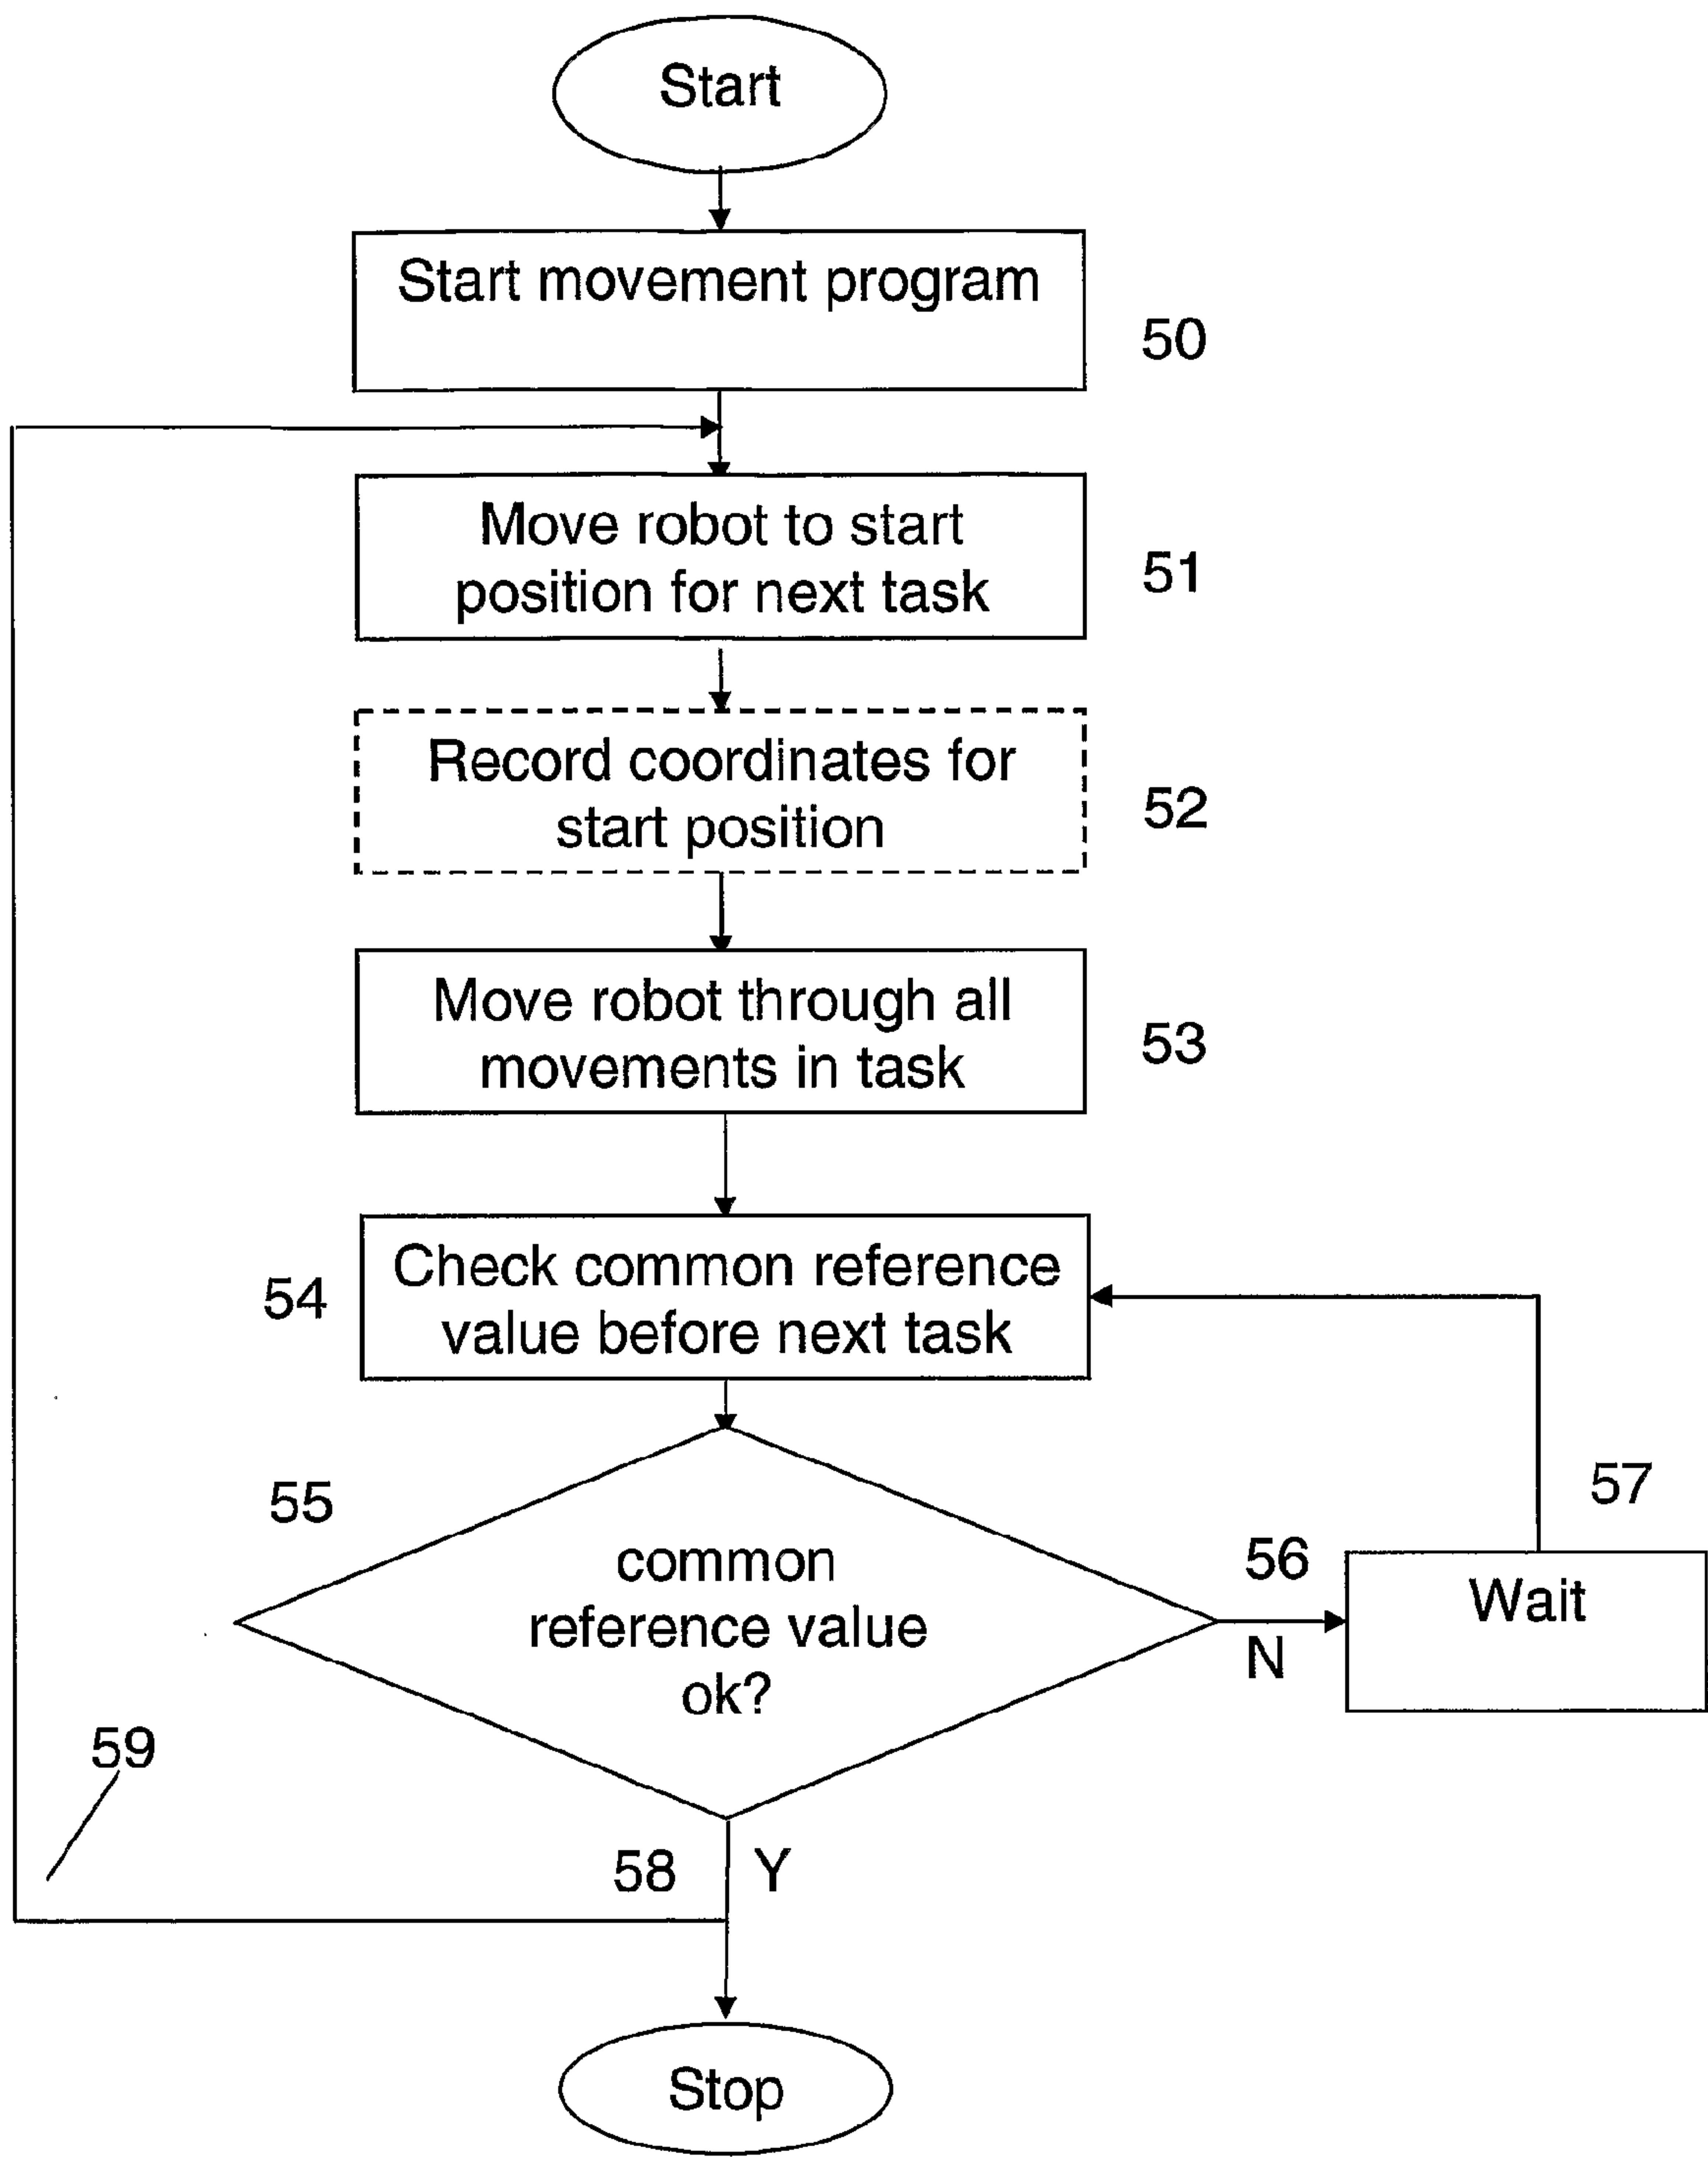 Start
Start movement program
50
Move robot to start
position for next task
51
Record coordinates for
start position
52
Move robot through all
movements in task
53
54
Check common reference
value before next task
55
common
reference value
ok?
56
N
57
Wait
59
58
Y
Stop